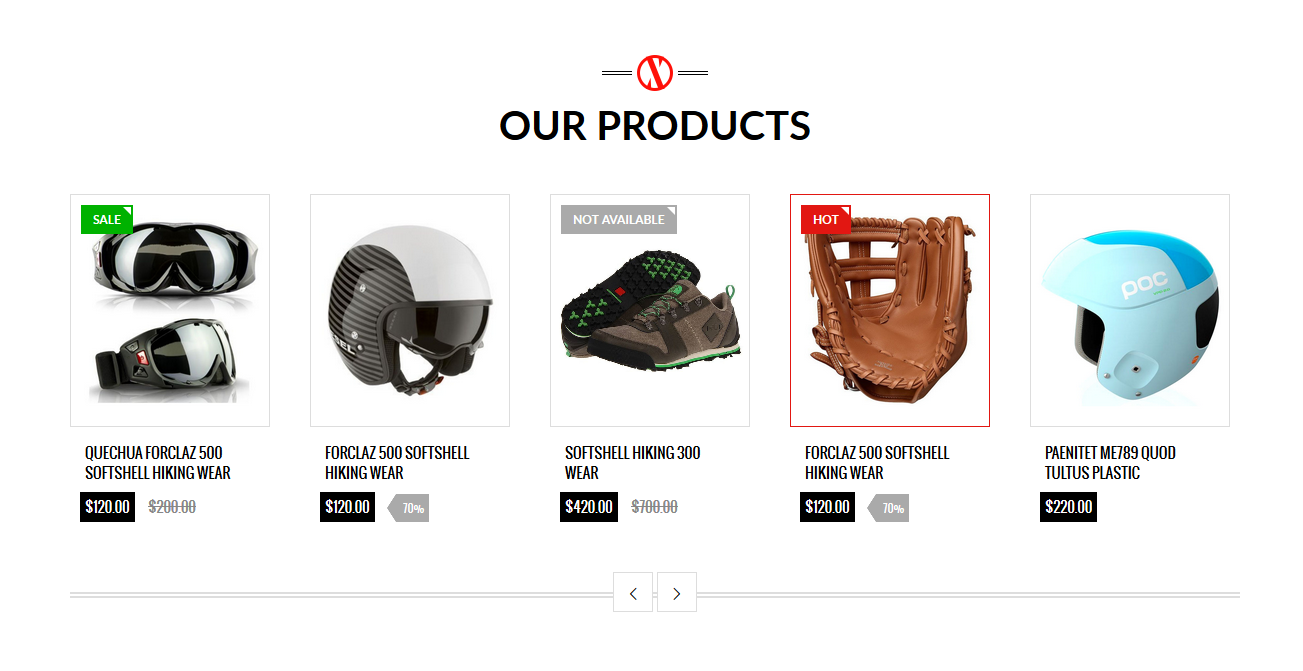 OUR PRODUCTS
SALE
QUECHUA FORCLAZ 500
SOFTSHELL HIKING WEAR
$120.00 $200.00
SEL
FORCLAZ 500 SOFTSHELL
HIKING WEAR
$120.00 70%
NOT AVAILABLE
SOFTSHELL HIKING 300
WEAR
$420.00 $700.00
HOT
FORCLAZ 500 SOFTSHELL
HIKING WEAR
$120.00 70%
poc
PAENITET ME789 QUOD
TULTUS PLASTIC
$220.00